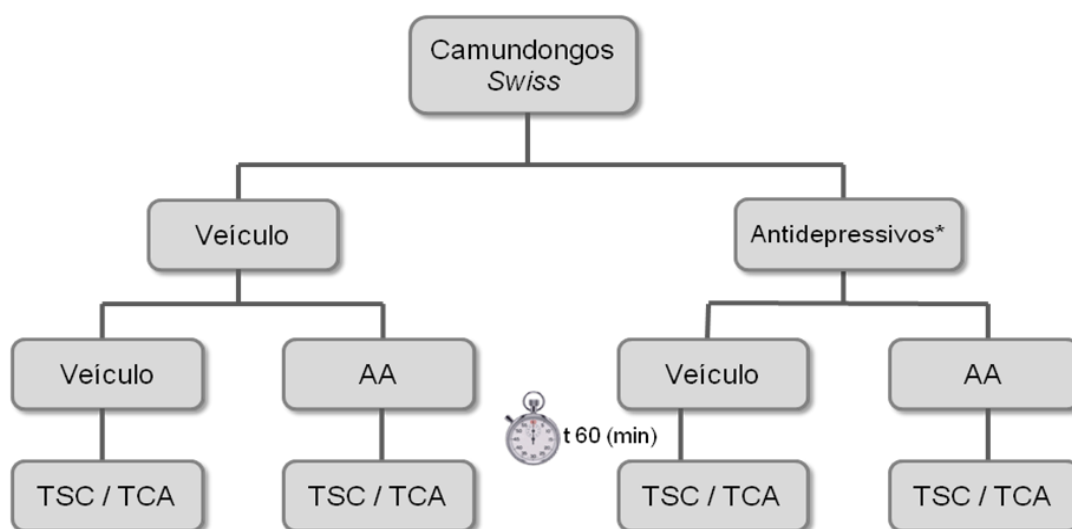 Camundongos
Swiss
Veículo
Antidepressivos*
Veículo
AA
Veículo
AA
t 60 (min)
TSC / TCA
TSC / TCA
TSC / TCA
TSC / TCA